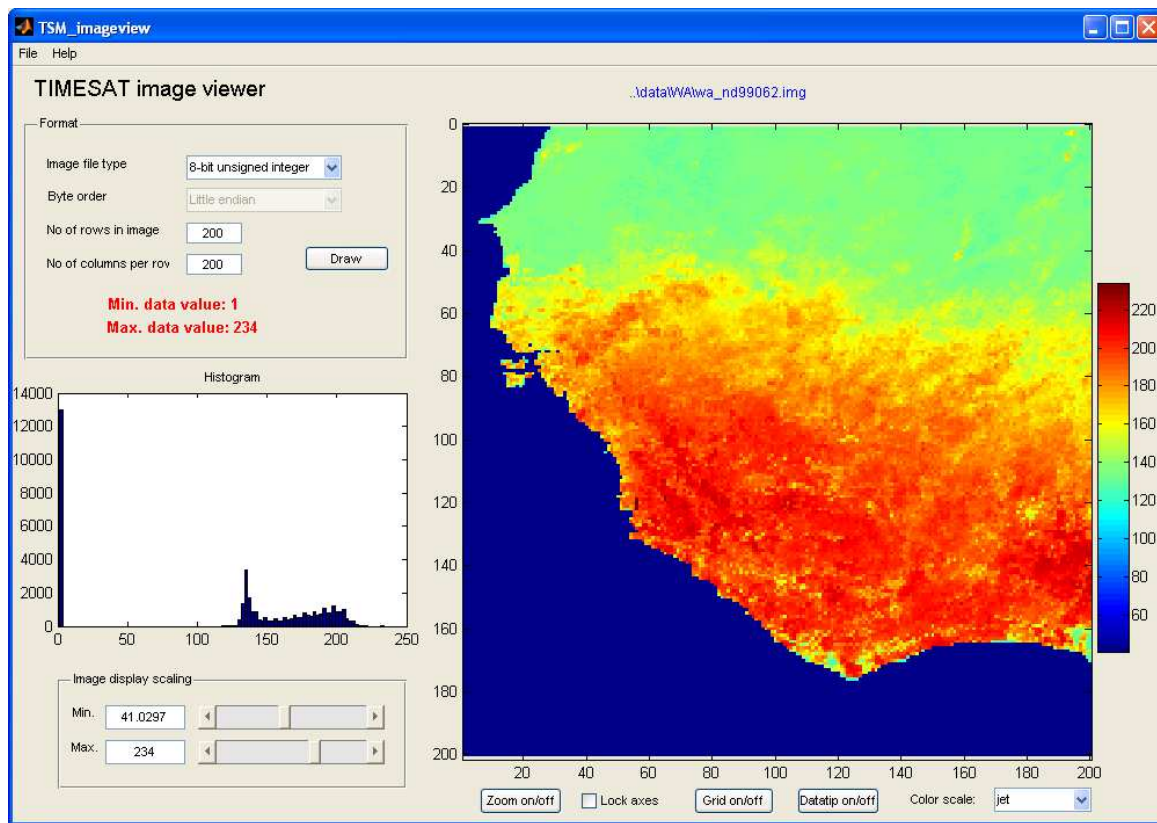 TSM_imageview
File Help
TIMESAT image viewer
..\data\WA\wa_nd99062.img
Format
Image file type
8-bit unsigned integer
Byte order
Little endian
No of rows in image
200
No of columns per rov
200
Draw
Min. data value: 1
Max. data value: 234
Histogram
14000
12000
10000
8000
6000
4000
2000
0
0 50 100 150 200 250
Image display scaling
Min. 41.0297
Max. 234
0
20
40
60
80
100
120
140
160
180
200
20 40 60 80 100 120 140 160 180 200
220
200
180
160
140
120
100
80
60
Zoom on/off Lock axes Grid on/off Datatip on/off Color scale: jet